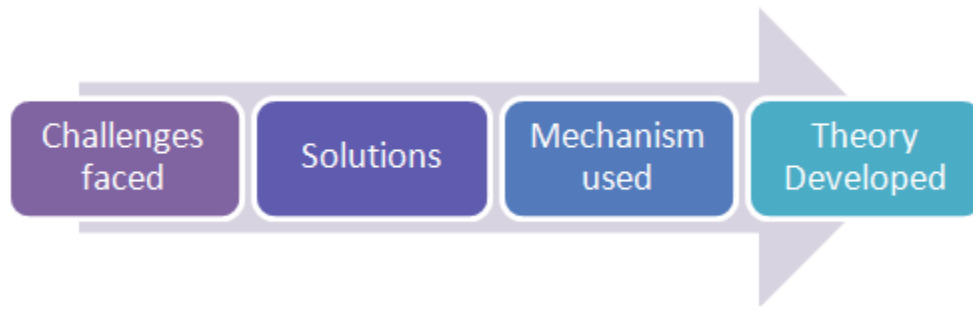 Challenges
faced
Solutions
Mechanism
used
Theory
Developed